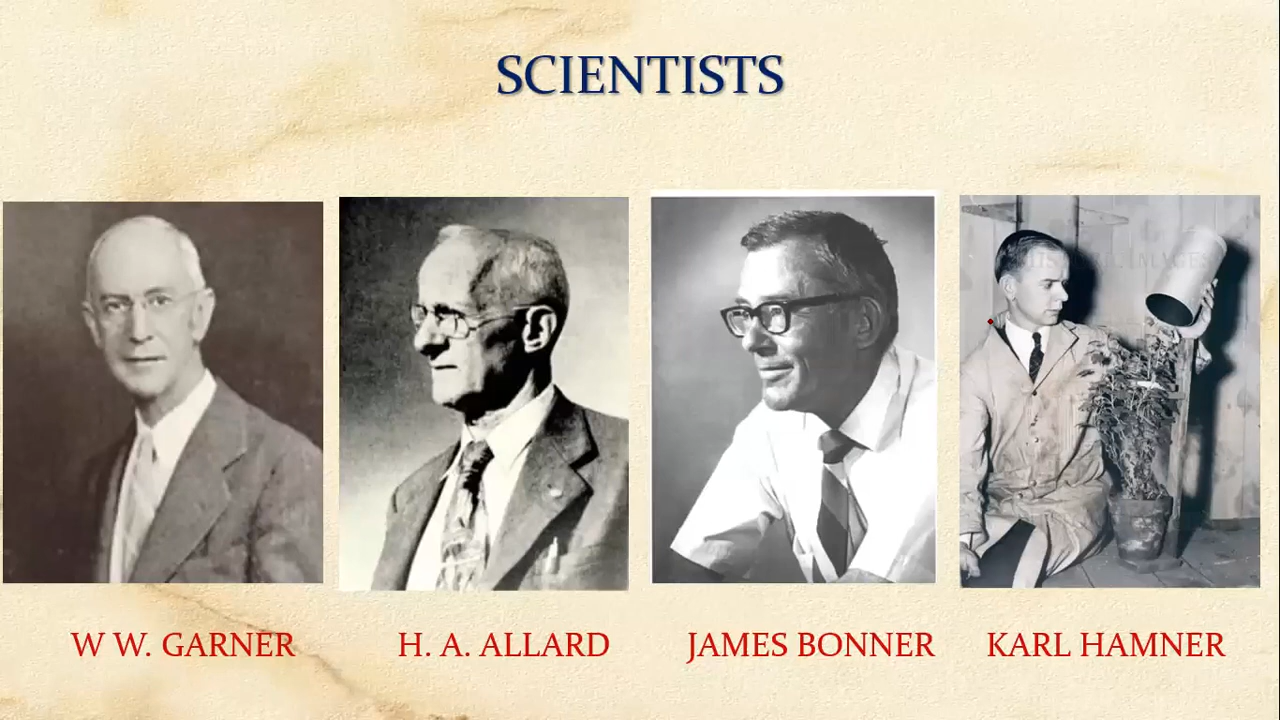 SCIENTISTS
W W. GARNER
H. A. ALLARD
JAMES BONNER
KARL HAMNER